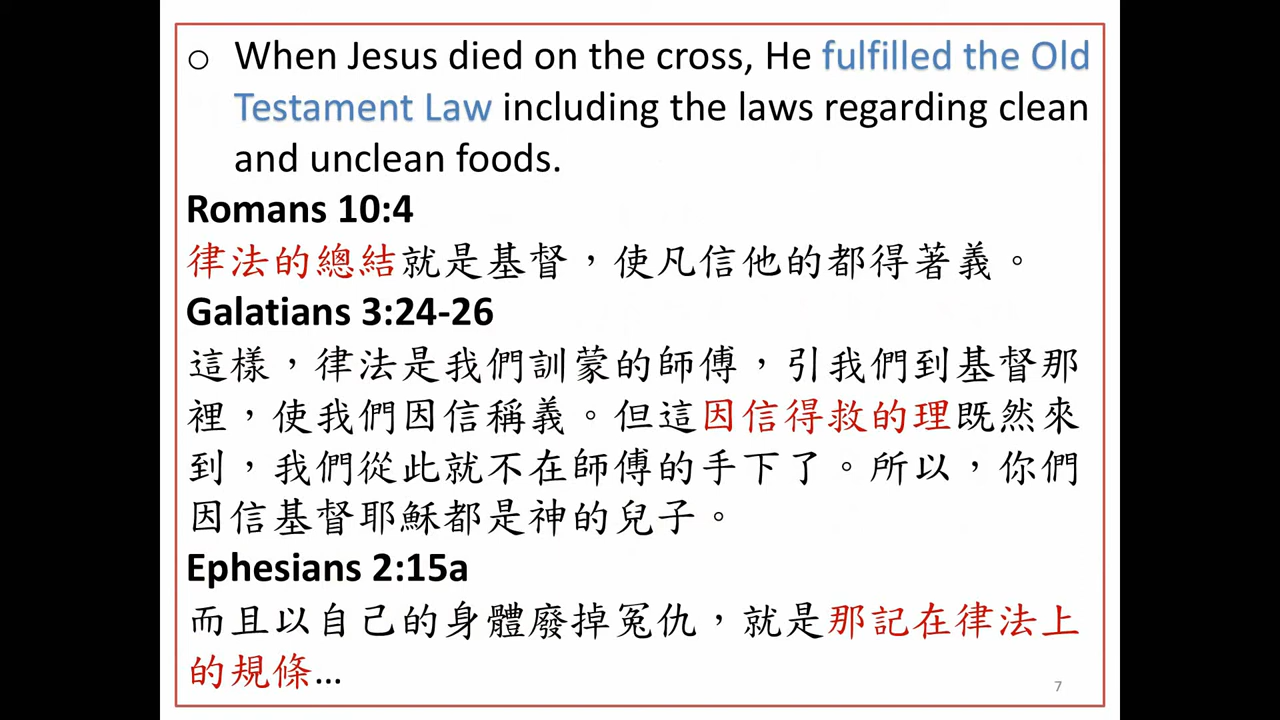 o When Jesus died on the cross, He fulfilled the Old
Testament Law including the laws regarding clean
and unclean foods.
Romans 10:4
律法的總結就是基督，使凡信他的都得著義。
Galatians 3:24-26
這樣，律法是我們訓蒙的師傅，引我們到基督那
裡，使我們因信稱義。但這因信得救的理既然來
到，我們從此就不在師傅的手下了。所以，你們
因信基督耶穌都是神的兒子。
Ephesians 2:15a
而且以自己的身體廢掉冤仇，就是那記在律法上
的規條…
7